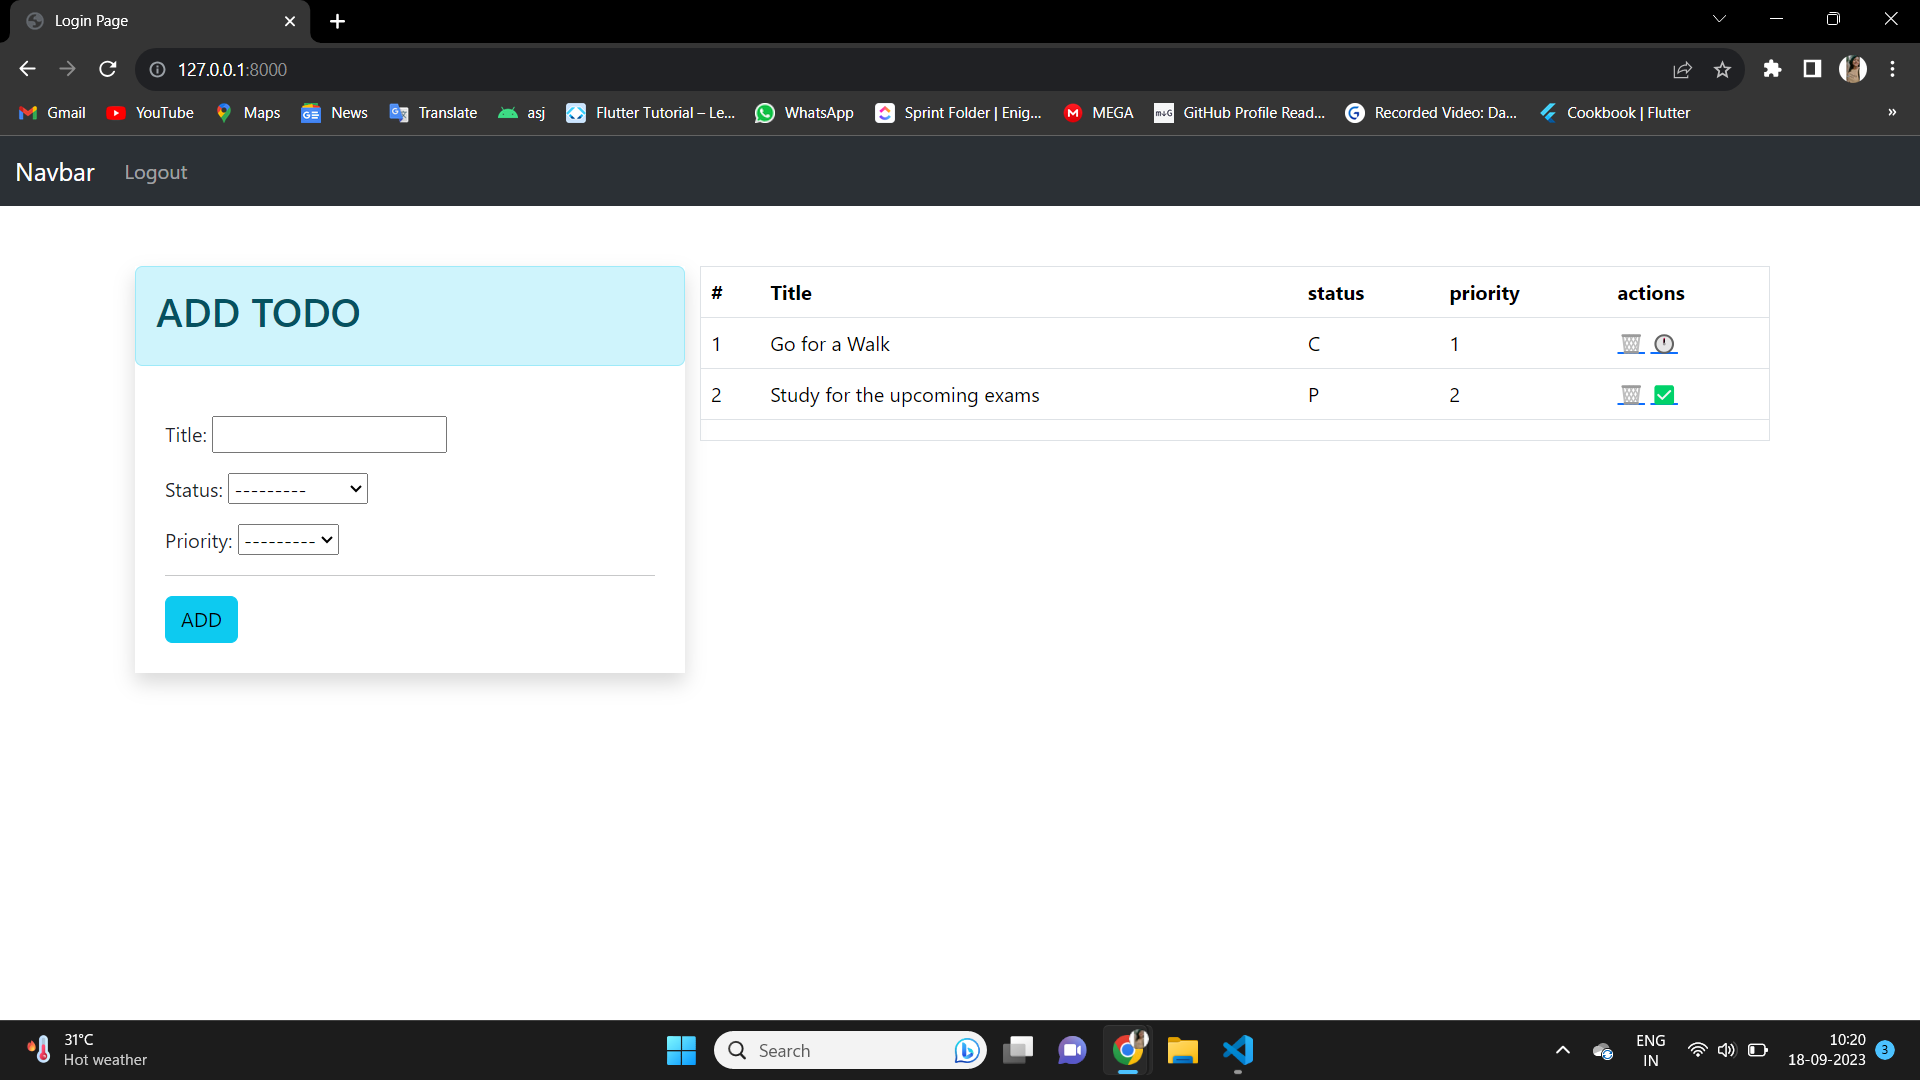 Login Page
127.0.0.1:8000
Gmail YouTube Maps News Translate asj Flutter Tutorial – Le... WhatsApp Sprint Folder | Enig... MEGA GitHub Profile Read... Recorded Video: Da... Cookbook | Flutter »
Navbar Logout
ADD TODO
Title:
Status: ---------
Priority: ---------
ADD
# Title status priority actions
1 Go for a Walk C 1
2 Study for the upcoming exams P 2
31°C
Hot weather
Search
ENG
IN
10:20
18-09-2023
3